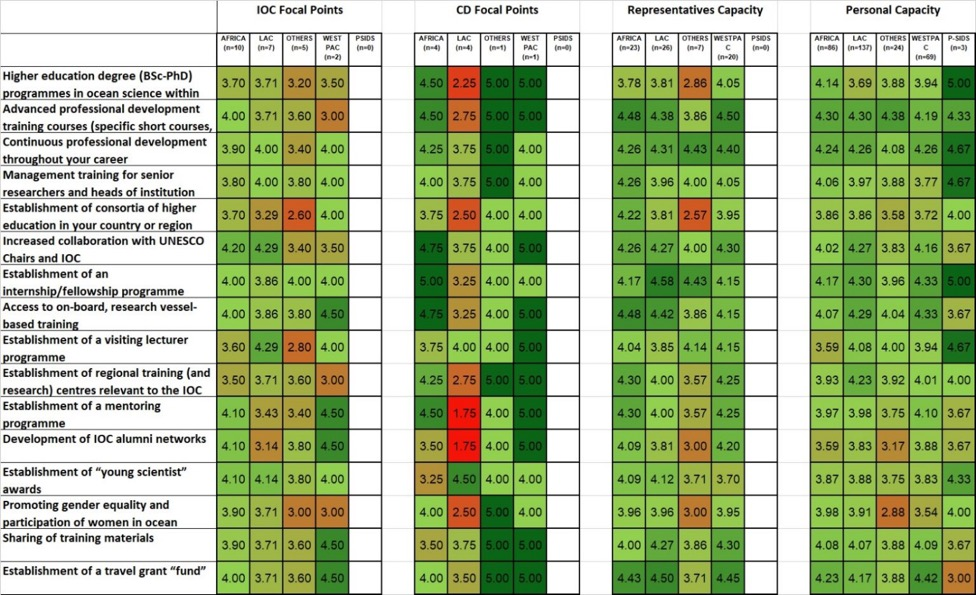 IOC Focal Points CD Focal Points Representatives Capacity Personal Capacity
AFRICA (n=10) LAC (n=7) OTHERS (n=5) WEST PAC (n=2) PSIDS (n=0) AFRICA (n=4) LAC (n=4) OTHERS (n=1) WEST PAC (n=1) PSIDS (n=0) AFRICA (n=23) LAC (n=26) OTHERS (n=7) WESTPAC (n=20) PSIDS (n=0) AFRICA (n=86) LAC (n=137) OTHERS (n=24) WESTPAC (n=69) P-SIDS (n=3)
Higher education degree (BSc-PhD)
programmes in ocean science within
3.70 3.71 3.20 3.50 4.50 2.25 5.00 5.00 3.78 3.81 2.86 4.05 4.14 3.69 3.88 3.94 5.00
Advanced professional development
training courses (specific short courses,
4.00 3.71 3.60 3.00 4.50 2.75 5.00 5.00 4.48 4.38 3.86 4.50 4.30 4.30 4.38 4.19 4.33
Continuous professional development
throughout your career
3.90 4.00 3.40 4.00 4.25 3.75 5.00 4.00 4.26 4.31 4.43 4.40 4.24 4.26 4.08 4.26 4.67
Management training for senior
researchers and heads of institution
3.80 4.00 3.80 4.00 4.00 3.75 5.00 4.00 4.26 3.96 4.00 4.05 4.06 3.97 3.88 3.77 4.67
Establishment of consortia of higher
education in your country or region
3.70 3.29 2.60 4.00 3.75 2.50 4.00 4.00 4.22 3.81 2.57 3.95 3.86 3.86 3.58 3.72 4.00
Increased collaboration with UNESCO
Chairs and IOC
4.20 4.29 3.40 3.50 4.75 3.75 4.00 5.00 4.26 4.27 4.00 4.30 4.02 4.27 3.83 4.16 3.67
Establishment of an
internship/fellowship programme
4.00 3.86 4.00 4.00 5.00 3.25 4.00 5.00 4.17 4.58 4.43 4.15 4.17 4.30 3.96 4.33 5.00
Access to on-board, research vessel-
based training
4.00 3.86 3.80 4.50 4.75 3.25 4.00 5.00 4.48 4.42 3.86 4.15 4.07 4.29 4.04 4.33 3.67
Establishment of a visiting lecturer
programme
3.60 4.29 2.80 4.00 3.75 4.00 4.00 5.00 4.04 3.85 4.14 4.15 3.59 4.08 4.00 3.94 4.67
Establishment of regional training (and
research) centres relevant to the IOC
3.50 3.71 3.60 3.00 4.25 2.75 5.00 5.00 4.30 4.00 3.57 4.25 3.93 4.23 3.92 4.01 4.00
Establishment of a mentoring
programme
4.10 3.43 3.40 4.50 4.50 1.75 4.00 5.00 4.30 4.00 3.57 4.25 3.97 3.98 3.75 4.10 3.67
Development of IOC alumni networks
4.10 3.14 3.80 4.50 3.50 1.75 4.00 5.00 4.09 3.81 3.00 4.20 3.59 3.83 3.17 3.88 3.67
Establishment of “young scientist”
awards
4.10 4.14 3.80 4.00 3.25 4.50 4.00 4.00 4.09 4.12 3.71 3.70 3.87 3.88 3.75 3.83 4.33
Promoting gender equality and
participation of women in ocean
3.90 3.71 3.00 3.00 4.00 2.50 5.00 4.00 3.96 3.96 3.00 3.95 3.98 3.91 2.88 3.54 4.00
Sharing of training materials
3.90 3.71 3.60 4.50 3.50 3.75 5.00 5.00 4.00 4.27 3.86 4.30 4.08 4.07 3.88 4.09 3.67
Establishment of a travel grant “fund”
4.00 3.71 3.60 4.50 4.00 3.50 5.00 5.00 4.43 4.50 3.71 4.45 4.23 4.17 3.88 4.42 3.00